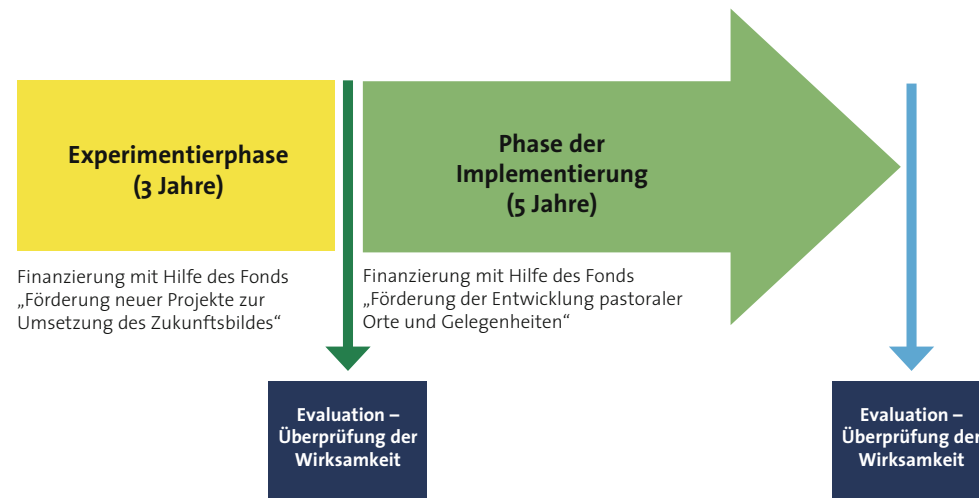 Experimentierphase
(3 Jahre)
Phase der
Implementierung
(5 Jahre)
Finanzierung mit Hilfe des Fonds
„Förderung neuer Projekte zur
Umsetzung des Zukunftsbildes“
Finanzierung mit Hilfe des Fonds
„Förderung der Entwicklung pastoraler
Orte und Gelegenheiten“
Evaluation –
Überprüfung der
Wirksamkeit
Evaluation –
Überprüfung der
Wirksamkeit